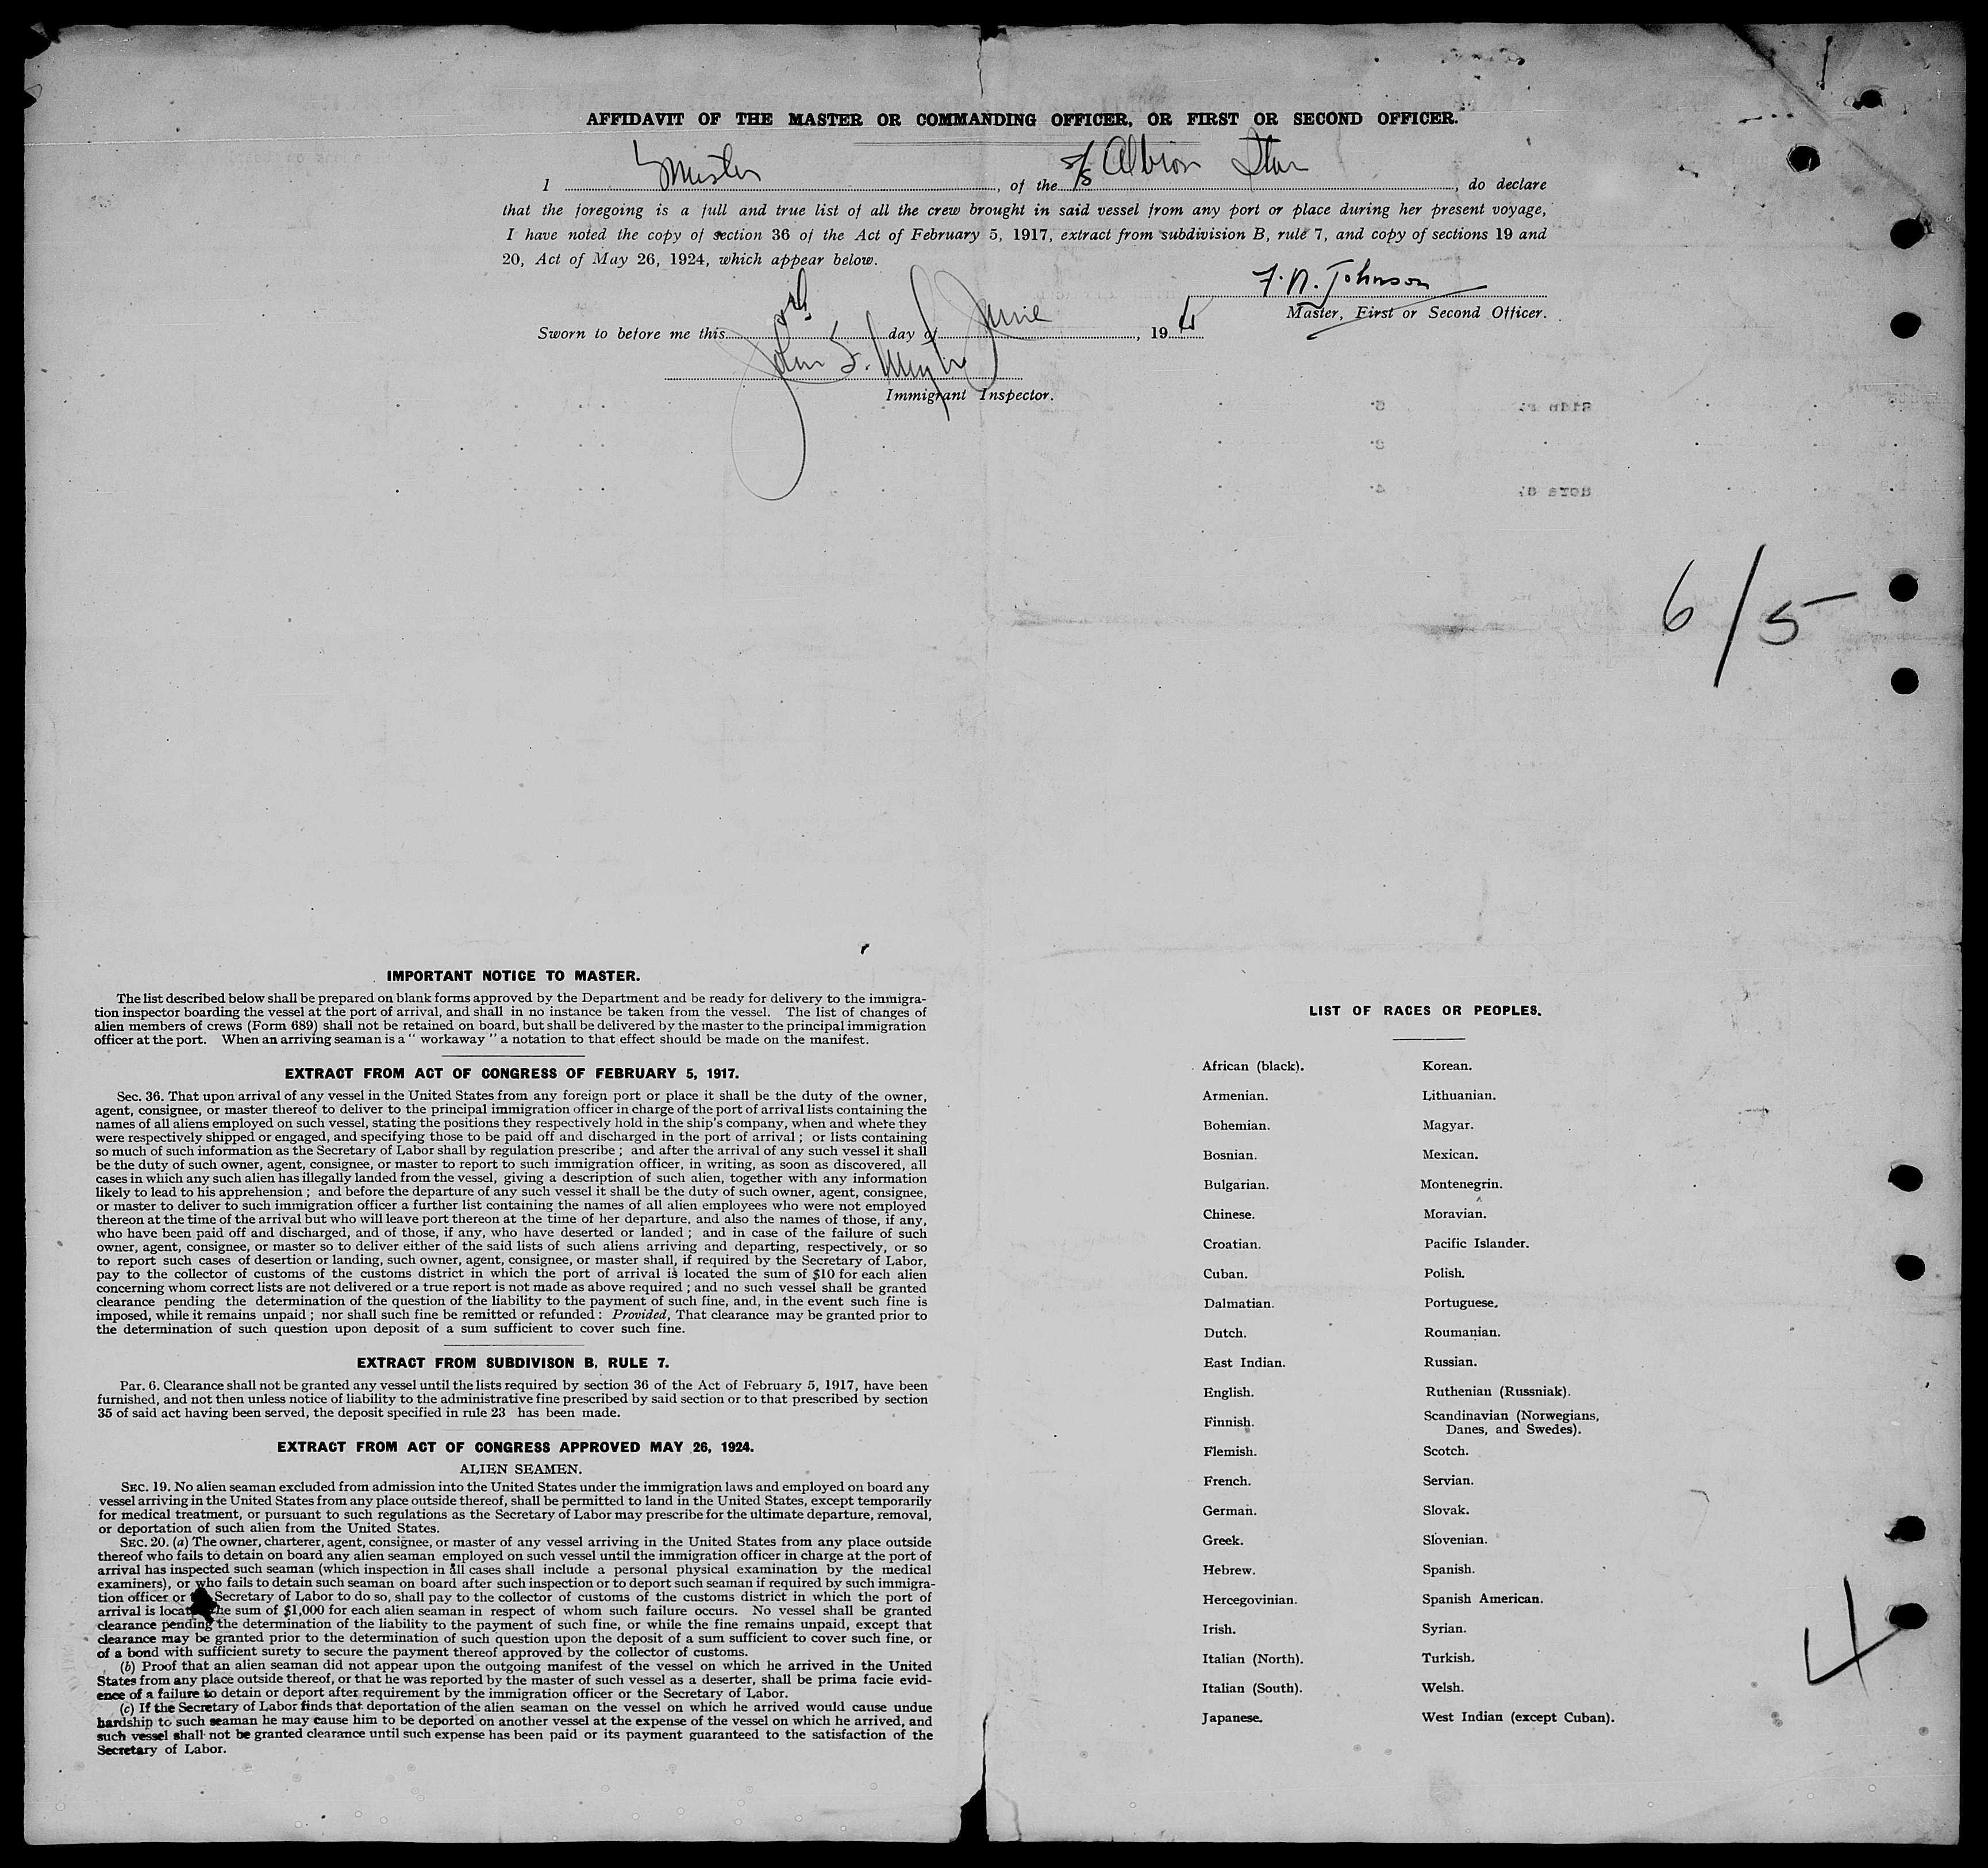 AFFIDAVIT OF THE MASTER OR COMMANDING OFFICER, OR FIRST OR SECOND OFFICER.
I Master, of the S/S Albion Star, do declare
that the foregoing is a full and true list of all the crew brought in said vessel from any port or place during her present voyage,
I have noted the copy of section 36 of the Act of February 5, 1917, extract from subdivision B, rule 7, and copy of sections 19 and
20, Act of May 26, 1924, which appear below.
F. N. Johnson
Master, First or Second Officer.
Sworn to before me this day of June, 19
John S.
Immigrant Inspector.
6/5
IMPORTANT NOTICE TO MASTER.
The list described below shall be prepared on blank forms approved by the Department and be ready for delivery to the immigra-
tion inspector boarding the vessel at the port of arrival, and shall in no instance be taken from the vessel. The list of changes of
alien members of crews (Form 689) shall not be retained on board, but shall be delivered by the master to the principal immigration
officer at the port. When an arriving seaman is a " workaway " a notation to that effect should be made on the manifest.
EXTRACT FROM ACT OF CONGRESS OF FEBRUARY 5, 1917.
Sec. 36. That upon arrival of any vessel in the United States from any foreign port or place it shall be the duty of the owner,
agent, consignee, or master thereof to deliver to the principal immigration officer in charge of the port of arrival lists containing the
names of all aliens employed on such vessel, stating the positions they respectively hold in the ship's company, when and where they
were respectively shipped or engaged, and specifying those to be paid off and discharged in the port of arrival ; or lists containing
so much of such information as the Secretary of Labor shall by regulation prescribe ; and after the arrival of any such vessel it shall
be the duty of such owner, agent, consignee, or master to report to such immigration officer, in writing, as soon as discovered, all
cases in which any such alien has illegally landed from the vessel, giving a description of such alien, together with any information
likely to lead to his apprehension ; and before the departure of any such vessel it shall be the duty of such owner, agent, consignee,
or master to deliver to such immigration officer a further list containing the names of all alien employees who were not employed
thereon at the time of the arrival but who will leave port thereon at the time of her departure, and also the names of those, if any,
who have been paid off and discharged, and of those, if any, who have deserted or landed ; and in case of the failure of such
owner, agent, consignee, or master so to deliver either of the said lists of such aliens arriving and departing, respectively, or so
to report such cases of desertion or landing, such owner, agent, consignee, or master shall, if required by the Secretary of Labor,
pay to the collector of customs of the customs district in which the port of arrival is located the sum of $10 for each alien
concerning whom correct lists are not delivered or a true report is not made as above required ; and no such vessel shall be granted
clearance pending the determination of the question of the liability to the payment of such fine, and, in the event such fine is
imposed, while it remains unpaid ; nor shall such fine be remitted or refunded : Provided, That clearance may be granted prior to
the determination of such question upon deposit of a sum sufficient to cover such fine.
EXTRACT FROM SUBDIVISON B, RULE 7.
Par. 6. Clearance shall not be granted any vessel until the lists required by section 36 of the Act of February 5, 1917, have been
furnished, and not then unless notice of liability to the administrative fine prescribed by said section or to that prescribed by section
35 of said act having been served, the deposit specified in rule 23 has been made.
EXTRACT FROM ACT OF CONGRESS APPROVED MAY 26, 1924.
ALIEN SEAMEN.
SEC. 19. No alien seaman excluded from admission into the United States under the immigration laws and employed on board any
vessel arriving in the United States from any place outside thereof, shall be permitted to land in the United States, except temporarily
for medical treatment, or pursuant to such regulations as the Secretary of Labor may prescribe for the ultimate departure, removal,
or deportation of such alien from the United States.
SEC. 20. (a) The owner, charterer, agent, consignee, or master of any vessel arriving in the United States from any place outside
thereof who fails to detain on board any alien seaman employed on such vessel until the immigration officer in charge at the port of
arrival has inspected such seaman (which inspection in all cases shall include a personal physical examination by the medical
examiners), or who fails to detain such seaman on board after such inspection or to deport such seaman if required by such immigra-
tion officer or Secretary of Labor to do so, shall pay to the collector of customs of the customs district in which the port of
arrival is located the sum of $1,000 for each alien seaman in respect of whom such failure occurs. No vessel shall be granted
clearance pending the determination of the liability to the payment of such fine, or while the fine remains unpaid, except that
clearance may be granted prior to the determination of such question upon the deposit of a sum sufficient to cover such fine, or
of a bond with sufficient surety to secure the payment thereof approved by the collector of customs.
(b) Proof that an alien seaman did not appear upon the outgoing manifest of the vessel on which he arrived in the United
States from any place outside thereof, or that he was reported by the master of such vessel as a deserter, shall be prima facie evid-
ence of a failure to detain or deport after requirement by the immigration officer or the Secretary of Labor.
(c) If the Secretary of Labor finds that deportation of the alien seaman on the vessel on which he arrived would cause undue
hardship to such seaman he may cause him to be deported on another vessel at the expense of the vessel on which he arrived, and
such vessel shall not be granted clearance until such expense has been paid or its payment guaranteed to the satisfaction of the
Secretary of Labor.
LIST OF RACES OR PEOPLES.
African (black).
Armenian.
Bohemian.
Bosnian.
Bulgarian.
Chinese.
Croatian.
Cuban.
Dalmatian.
Dutch.
East Indian.
English.
Finnish.
Flemish.
French.
German.
Greek.
Hebrew.
Hercegovinian.
Irish.
Italian (North).
Italian (South).
Japanese.
Korean.
Lithuanian.
Magyar.
Mexican.
Montenegrin.
Moravian.
Pacific Islander.
Polish.
Portuguese.
Roumanian.
Russian.
Ruthenian (Russniak).
Scandinavian (Norwegians,
Danes, and Swedes).
Scotch.
Servian.
Slovak.
Slovenian.
Spanish.
Spanish American.
Syrian.
Turkish.
Welsh.
West Indian (except Cuban).
4